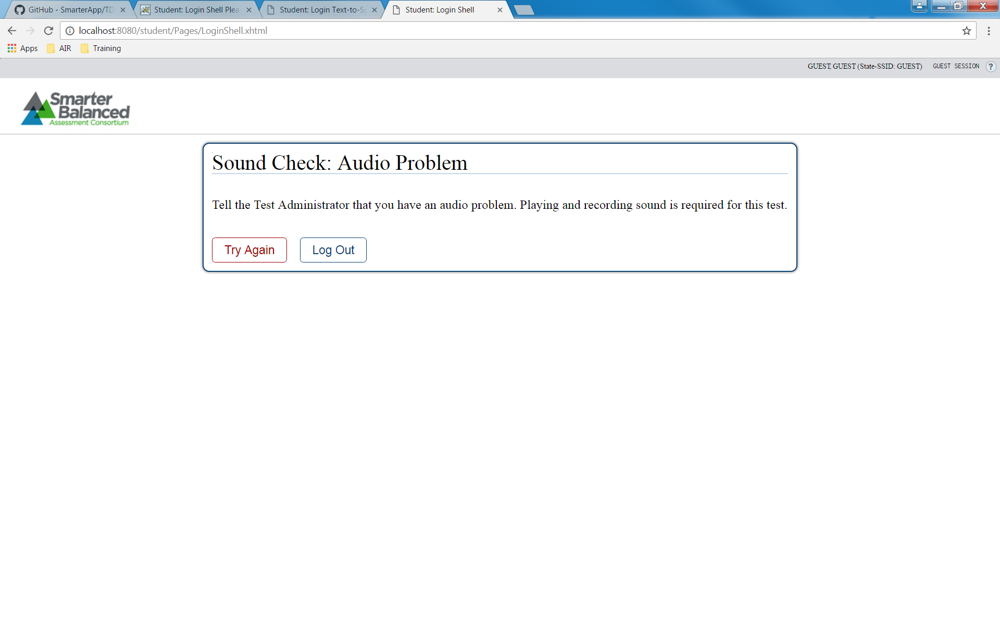 GitHub - SmarterApp/TD
Student: Login Shell Plea
Student: Login Text-to-Sp
Student: Login Shell
localhost:8080/student/Pages/LoginShell.xhtml
Apps AIR Training
GUEST, GUEST (State-SSID: GUEST) GUEST SESSION ?
Smarter
Balanced
Assessment Consortium
Sound Check: Audio Problem
Tell the Test Administrator that you have an audio problem. Playing and recording sound is required for this test.
Try Again Log Out